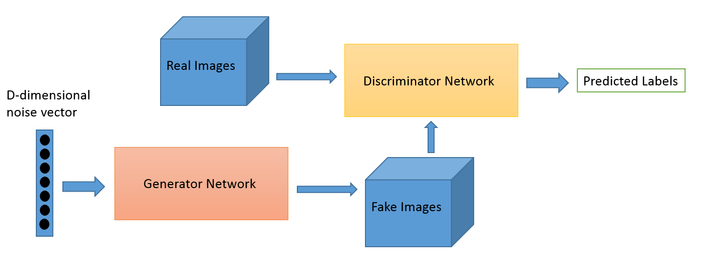 Real Images
Discriminator Network
Predicted Labels
D-dimensional
noise vector
Generator Network
Fake Images